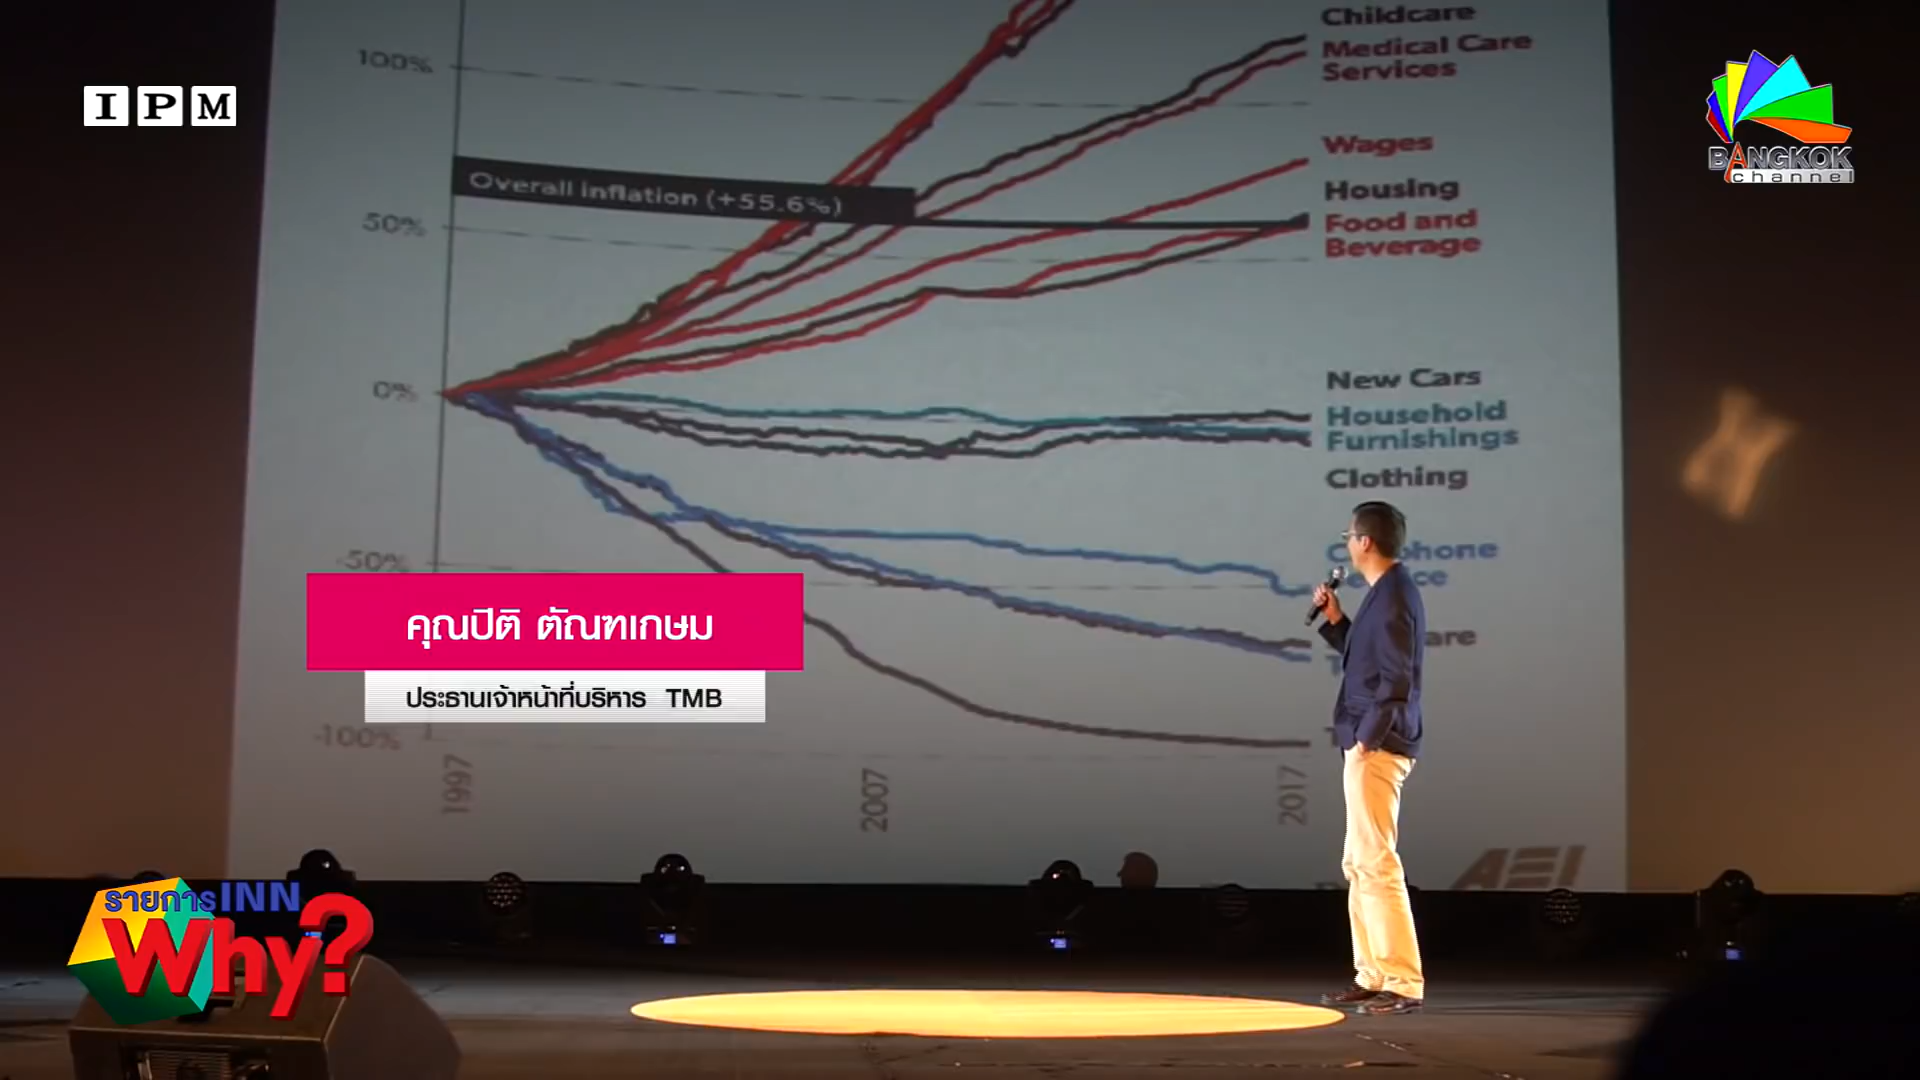 Childcare
Medical Care
Services
100%
IPM
BANGKOK
channel
Wages
Overall inflation (+55.6%)
Housing
Food and
Beverage
50%
0%
New Cars
Household
Furnishings
Clothing
-50%
คุณปิติ ตัณฑเกษม
ประธานเจ้าหน้าที่บริหาร TMB
-100%
1997
2007
2017
AEI
รายการINN
Why?